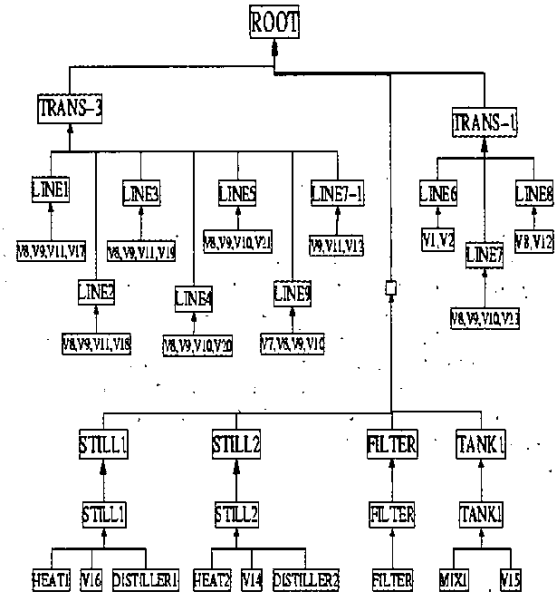 ROOT
TRANS-3
TRANS-1
LINE1
LINE3
LINE5
LINE7-1
LINE6
LINE8
V8,V9,V11,V17
V8,V9,V11,V19
V8,V9,V10,V21
V9,V11,V13
V1,V2
V8,V12
LINE7
LINE2
LINE4
LINE9
V8,V9,V11,V18
V8,V9,V10,V20
V7,V8,V9,V10
V8,V9,V10,V23
STILL1
STILL2
FILTER
TANK1
STILL1
STILL2
FILTER
TANK1
HEAT1
V16
DISTILLER1
HEAT2
V14
DISTILLER2
FILTER
MIX1
V15